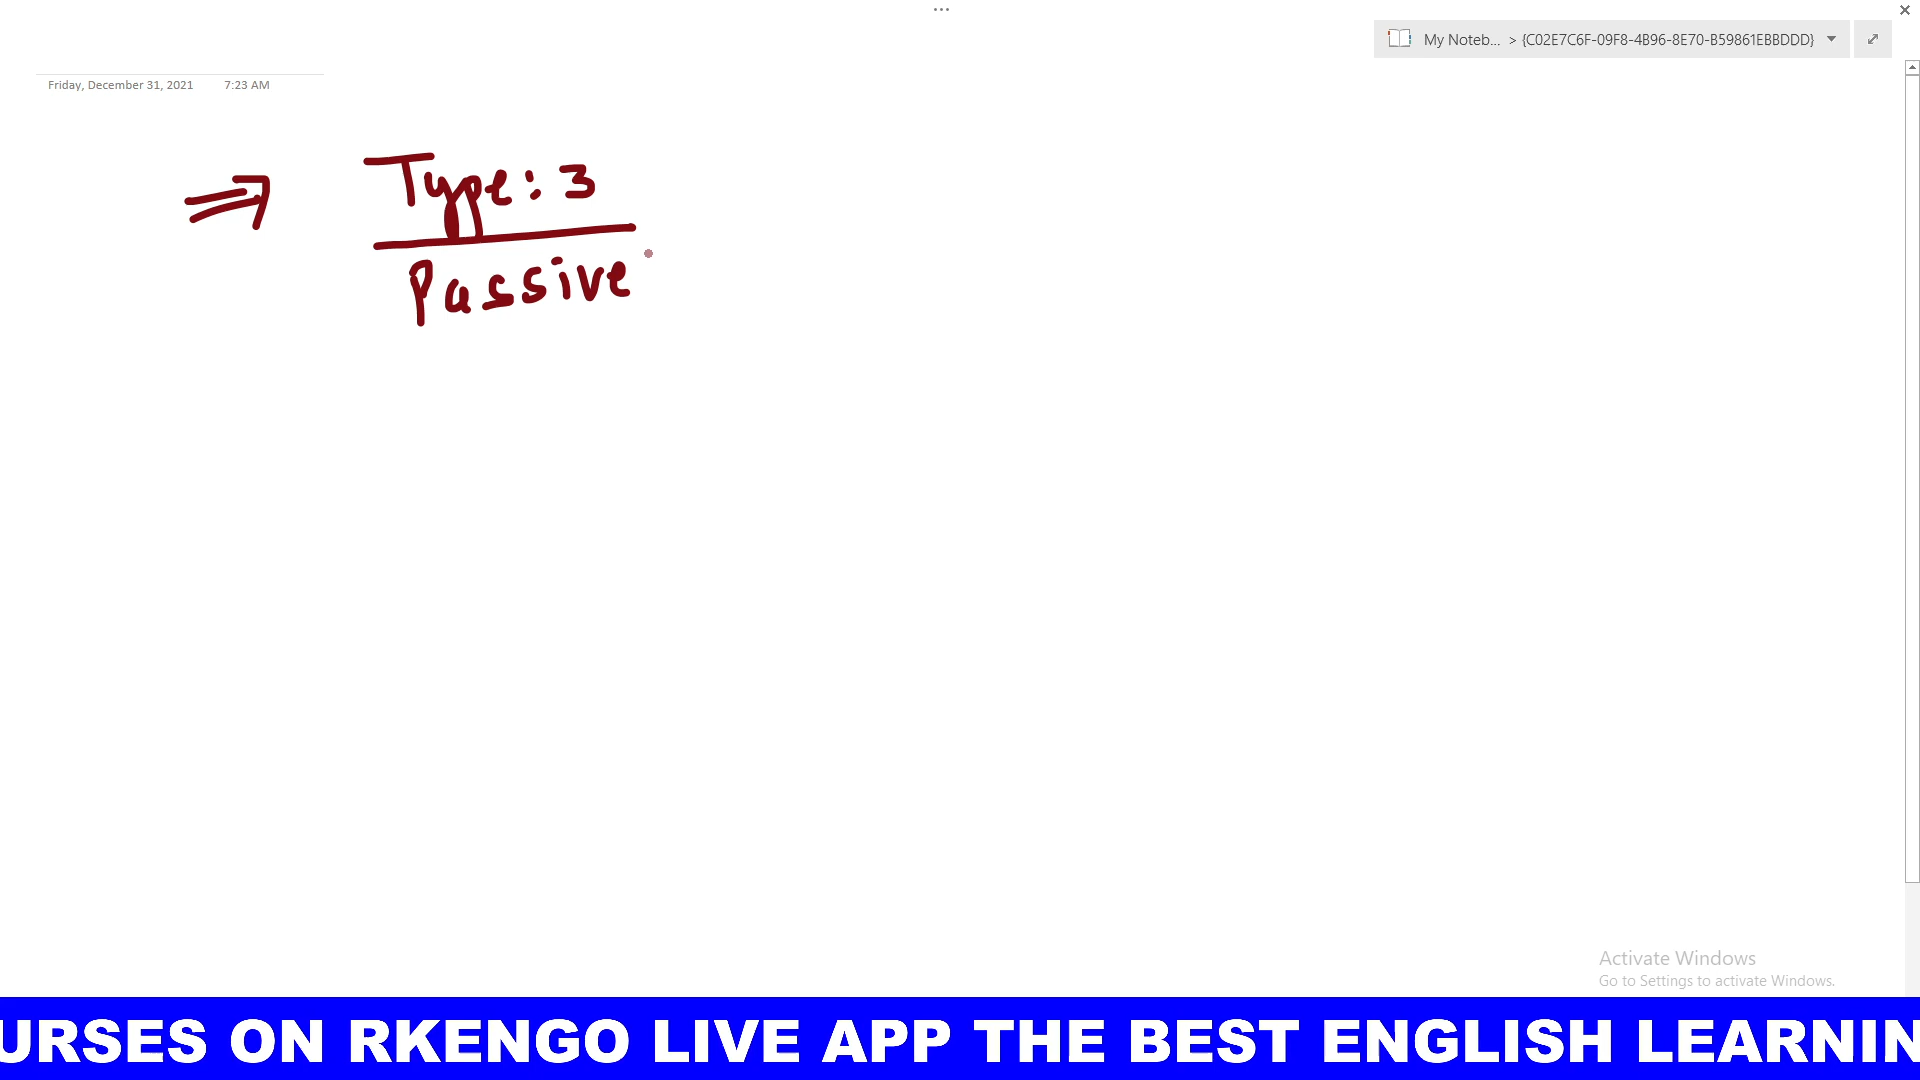 My Noteb... > {C02E7C6F-09F8-4B96-8E70-B59861EBBDDD}
Friday, December 31, 2021 7:23 AM
Type: 3
Passive
Activate Windows
Go to Settings to activate Windows.
URSES ON RKENGO LIVE APP THE BEST ENGLISH LEARNIN